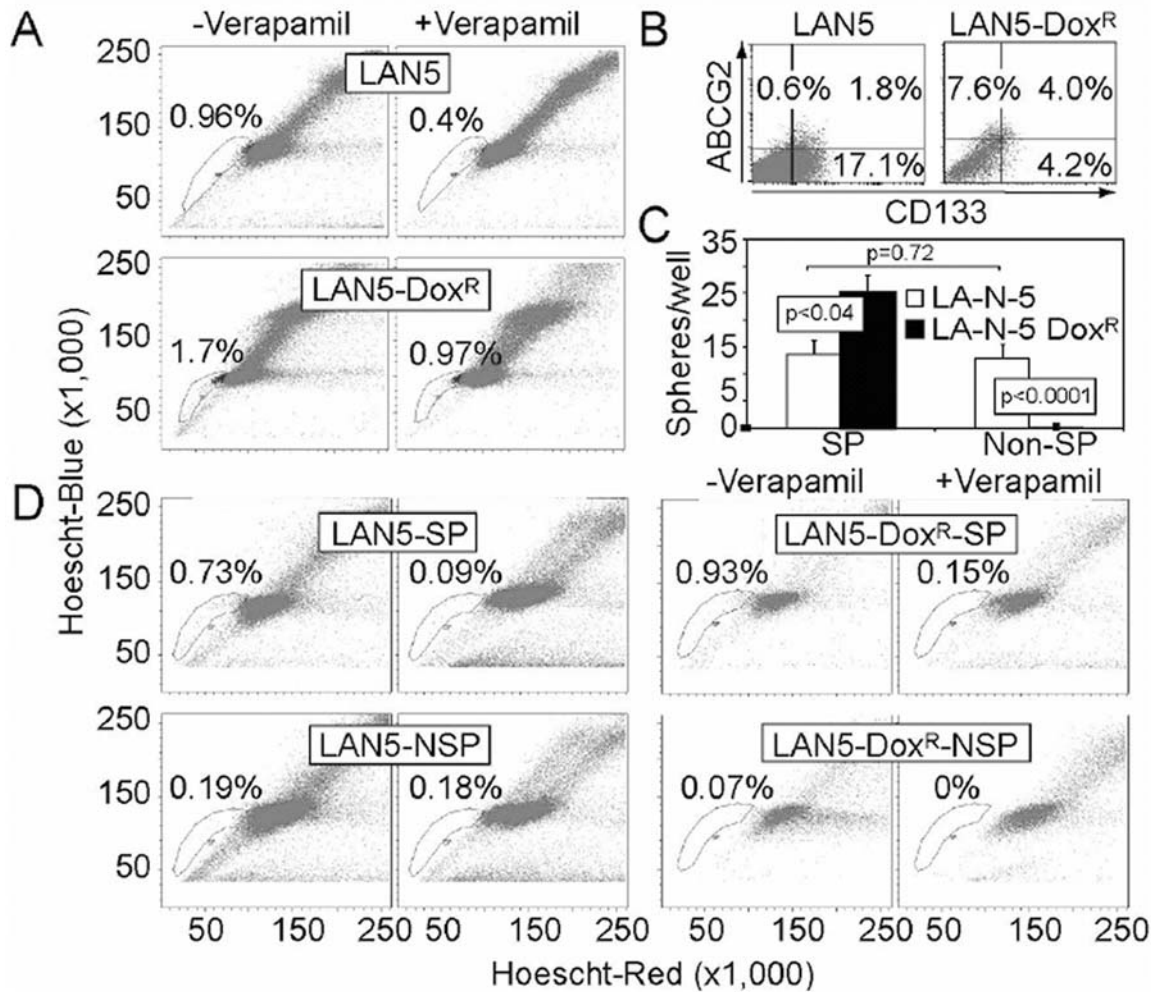 A
-Verapamil +Verapamil
250
150
50
LAN5
0.96%
0.4%
250
150
50
LAN5-Dox^R
1.7%
0.97%
B
LAN5 LAN5-Dox^R
ABCG2
0.6% 1.8%
17.1%
7.6% 4.0%
4.2%
CD133
C
Spheres/well
35
25
15
5
0
p=0.72
p<0.04
p<0.0001
LA-N-5
LA-N-5 Dox^R
SP Non-SP
D
Hoescht-Blue (x1,000)
250
150
50
LAN5-SP
0.73%
0.09%
-Verapamil +Verapamil
LAN5-Dox^R-SP
0.93%
0.15%
250
150
50
LAN5-NSP
0.19%
0.18%
LAN5-Dox^R-NSP
0.07%
0%
50 150 250 50 150 250 50 150 250 50 150 250
Hoescht-Red (x1,000)